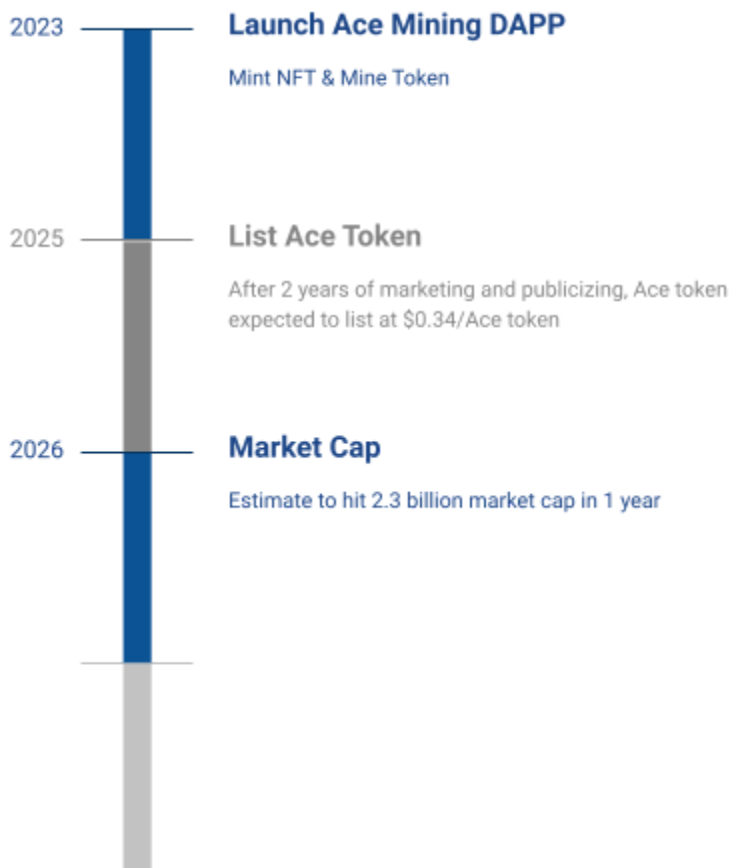 2023
Launch Ace Mining DAPP
Mint NFT & Mine Token
2025
List Ace Token
After 2 years of marketing and publicizing, Ace token
expected to list at $0.34/Ace token
2026
Market Cap
Estimate to hit 2.3 billion market cap in 1 year